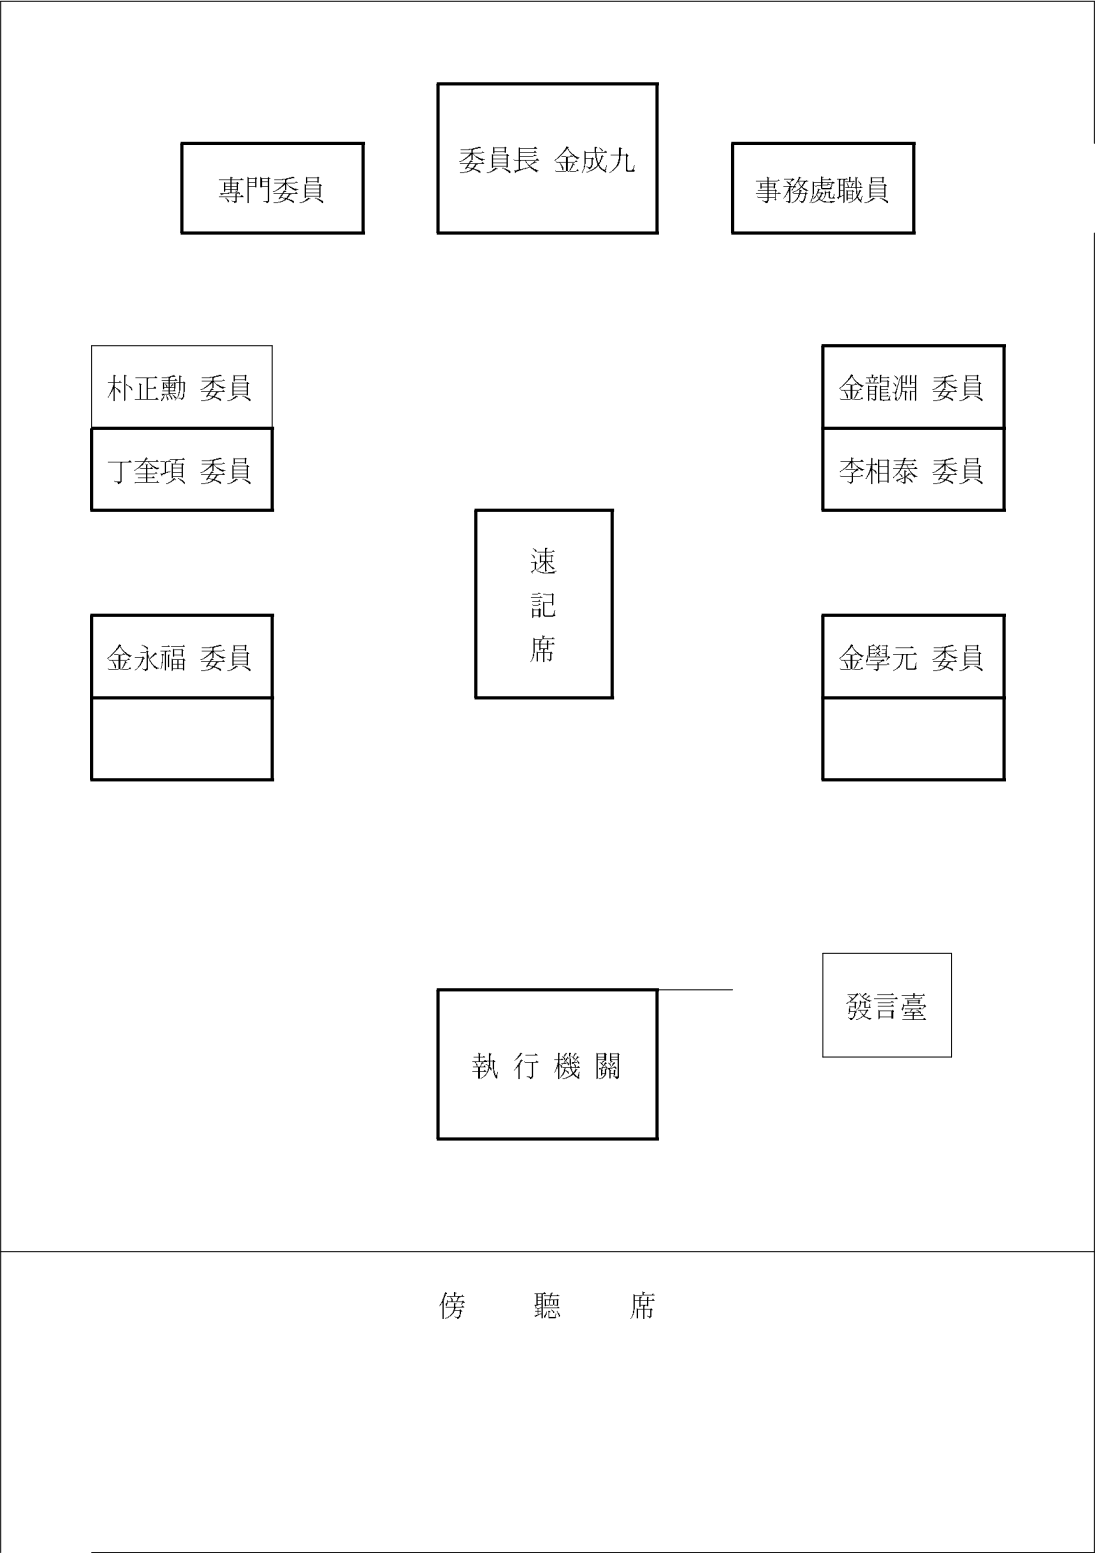 委員長 金成九
專門委員
事務處職員
朴正勳 委員
金龍淵 委員
丁奎項 委員
李相泰 委員
速
記
席
金永福 委員
金學元 委員
發言臺
執 行 機 關
傍 聽 席